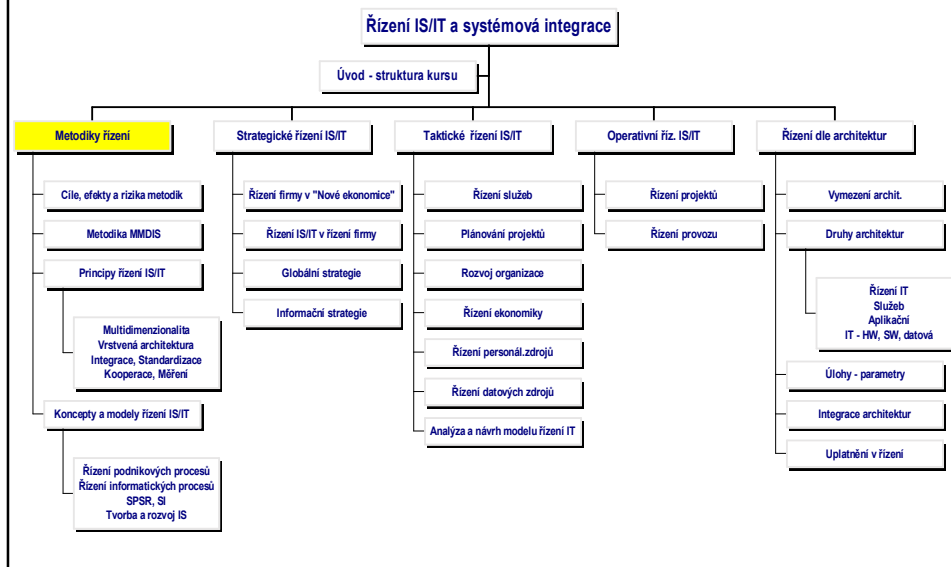 Řízení IS/IT a systémová integrace
Úvod - struktura kursu
Metodiky řízení
Cíle, efekty a rizika metodik
Metodika MMDIS
Principy řízení IS/IT
Multidimenzionalita
Vrstvená architektura
Integrace, Standardizace
Kooperace, Měření
Koncepty a modely řízení IS/IT
Řízení podnikových procesů
Řízení informatických procesů
SPSR, SI
Tvorba a rozvoj IS
Strategické řízení IS/IT
Řízení firmy v "Nové ekonomice"
Řízení IS/IT v řízení firmy
Globální strategie
Informační strategie
Taktické řízení IS/IT
Řízení služeb
Plánování projektů
Rozvoj organizace
Řízení ekonomiky
Řízení personál.zdrojů
Řízení datových zdrojů
Analýza a návrh modelu řízení IT
Operativní říz. IS/IT
Řízení projektů
Řízení provozu
Řízení dle architektur
Vymezení archit.
Druhy architektur
Řízení IT
Služeb
Aplikační
IT - HW, SW, datová
Úlohy - parametry
Integrace architektur
Uplatnění v řízení